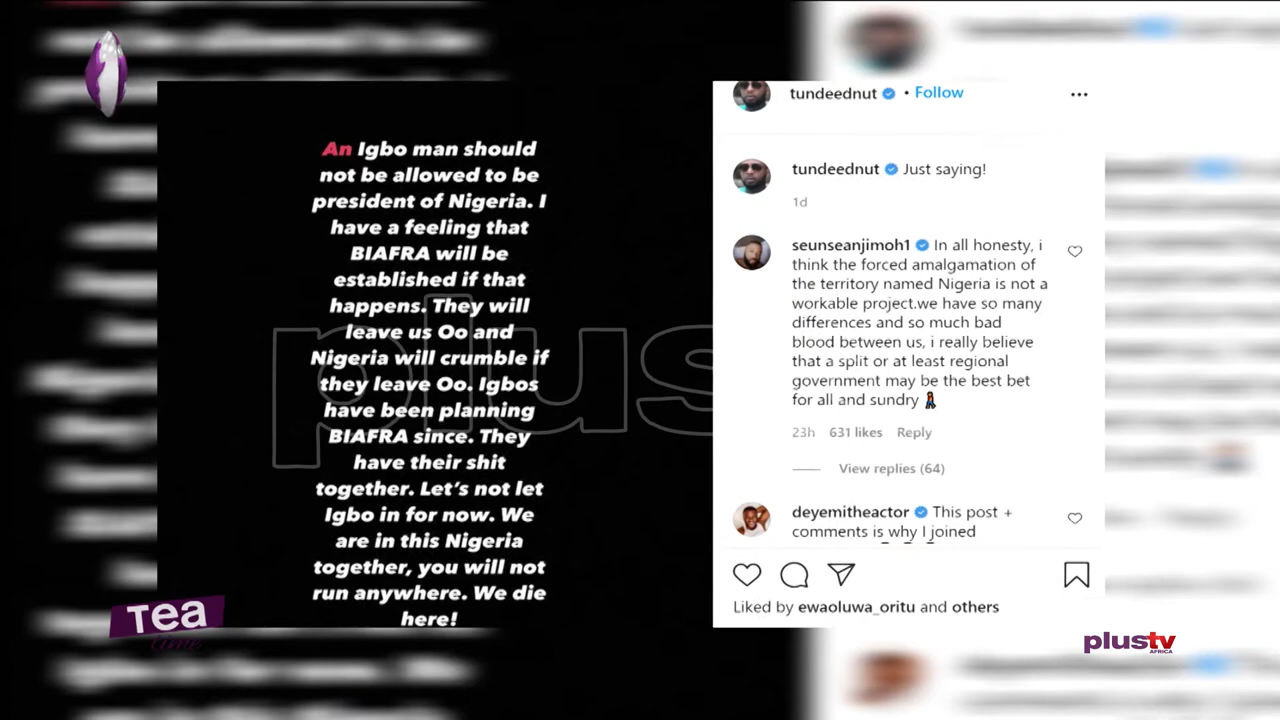 An Igbo man should
not be allowed to be
president of Nigeria. I
have a feeling that
BIAFRA will be
established if that
happens. They will
leave us Oo and
Nigeria will crumble if
they leave Oo. Igbos
have been planning
BIAFRA since. They
have their shit
together. Let's not let
Igbo in for now. We
are in this Nigeria
together, you will not
run anywhere. We die
here!
plus
tundeednut • Follow
tundeednut Just saying!
1d
seunseanjimoh1 In all honesty, i
think the forced amalgamation of
the territory named Nigeria is not a
workable project.we have so many
differences and so much bad
blood between us, i really believe
that a split or at least regional
government may be the best bet
for all and sundry
23h 631 likes Reply
View replies (64)
deyemitheactor This post +
comments is why I joined
Liked by ewaoluwa_oritu and others
Tea
time
plustv
AFRICA